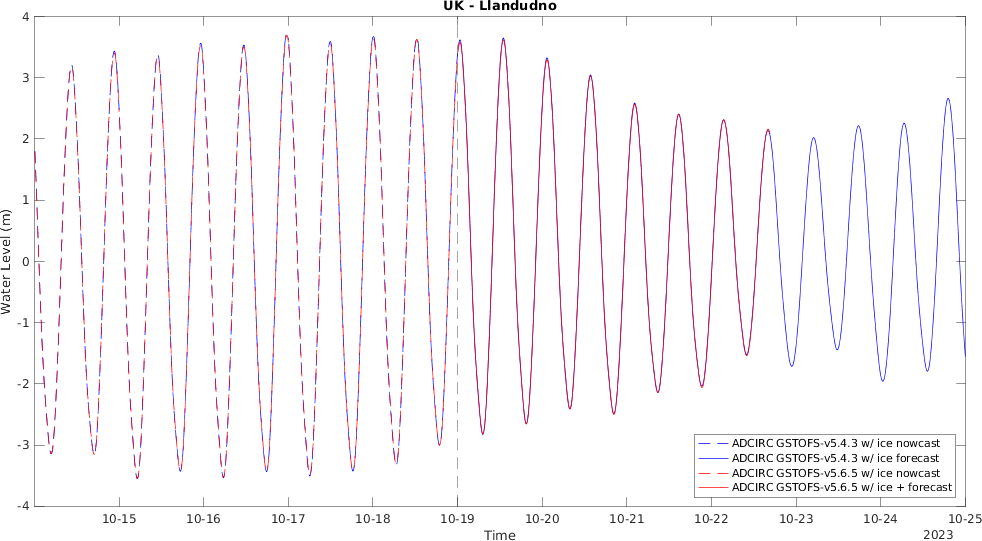 UK - Llandudno
4
3
2
1
0
-1
-2
-3
-4
Water Level (m)
10-15 10-16 10-17 10-18 10-19 10-20 10-21 10-22 10-23 10-24 10-25
Time
2023
ADCIRC GSTOFS-v5.4.3 w/ ice nowcast
ADCIRC GSTOFS-v5.4.3 w/ ice forecast
ADCIRC GSTOFS-v5.6.5 w/ ice nowcast
ADCIRC GSTOFS-v5.6.5 w/ ice + forecast